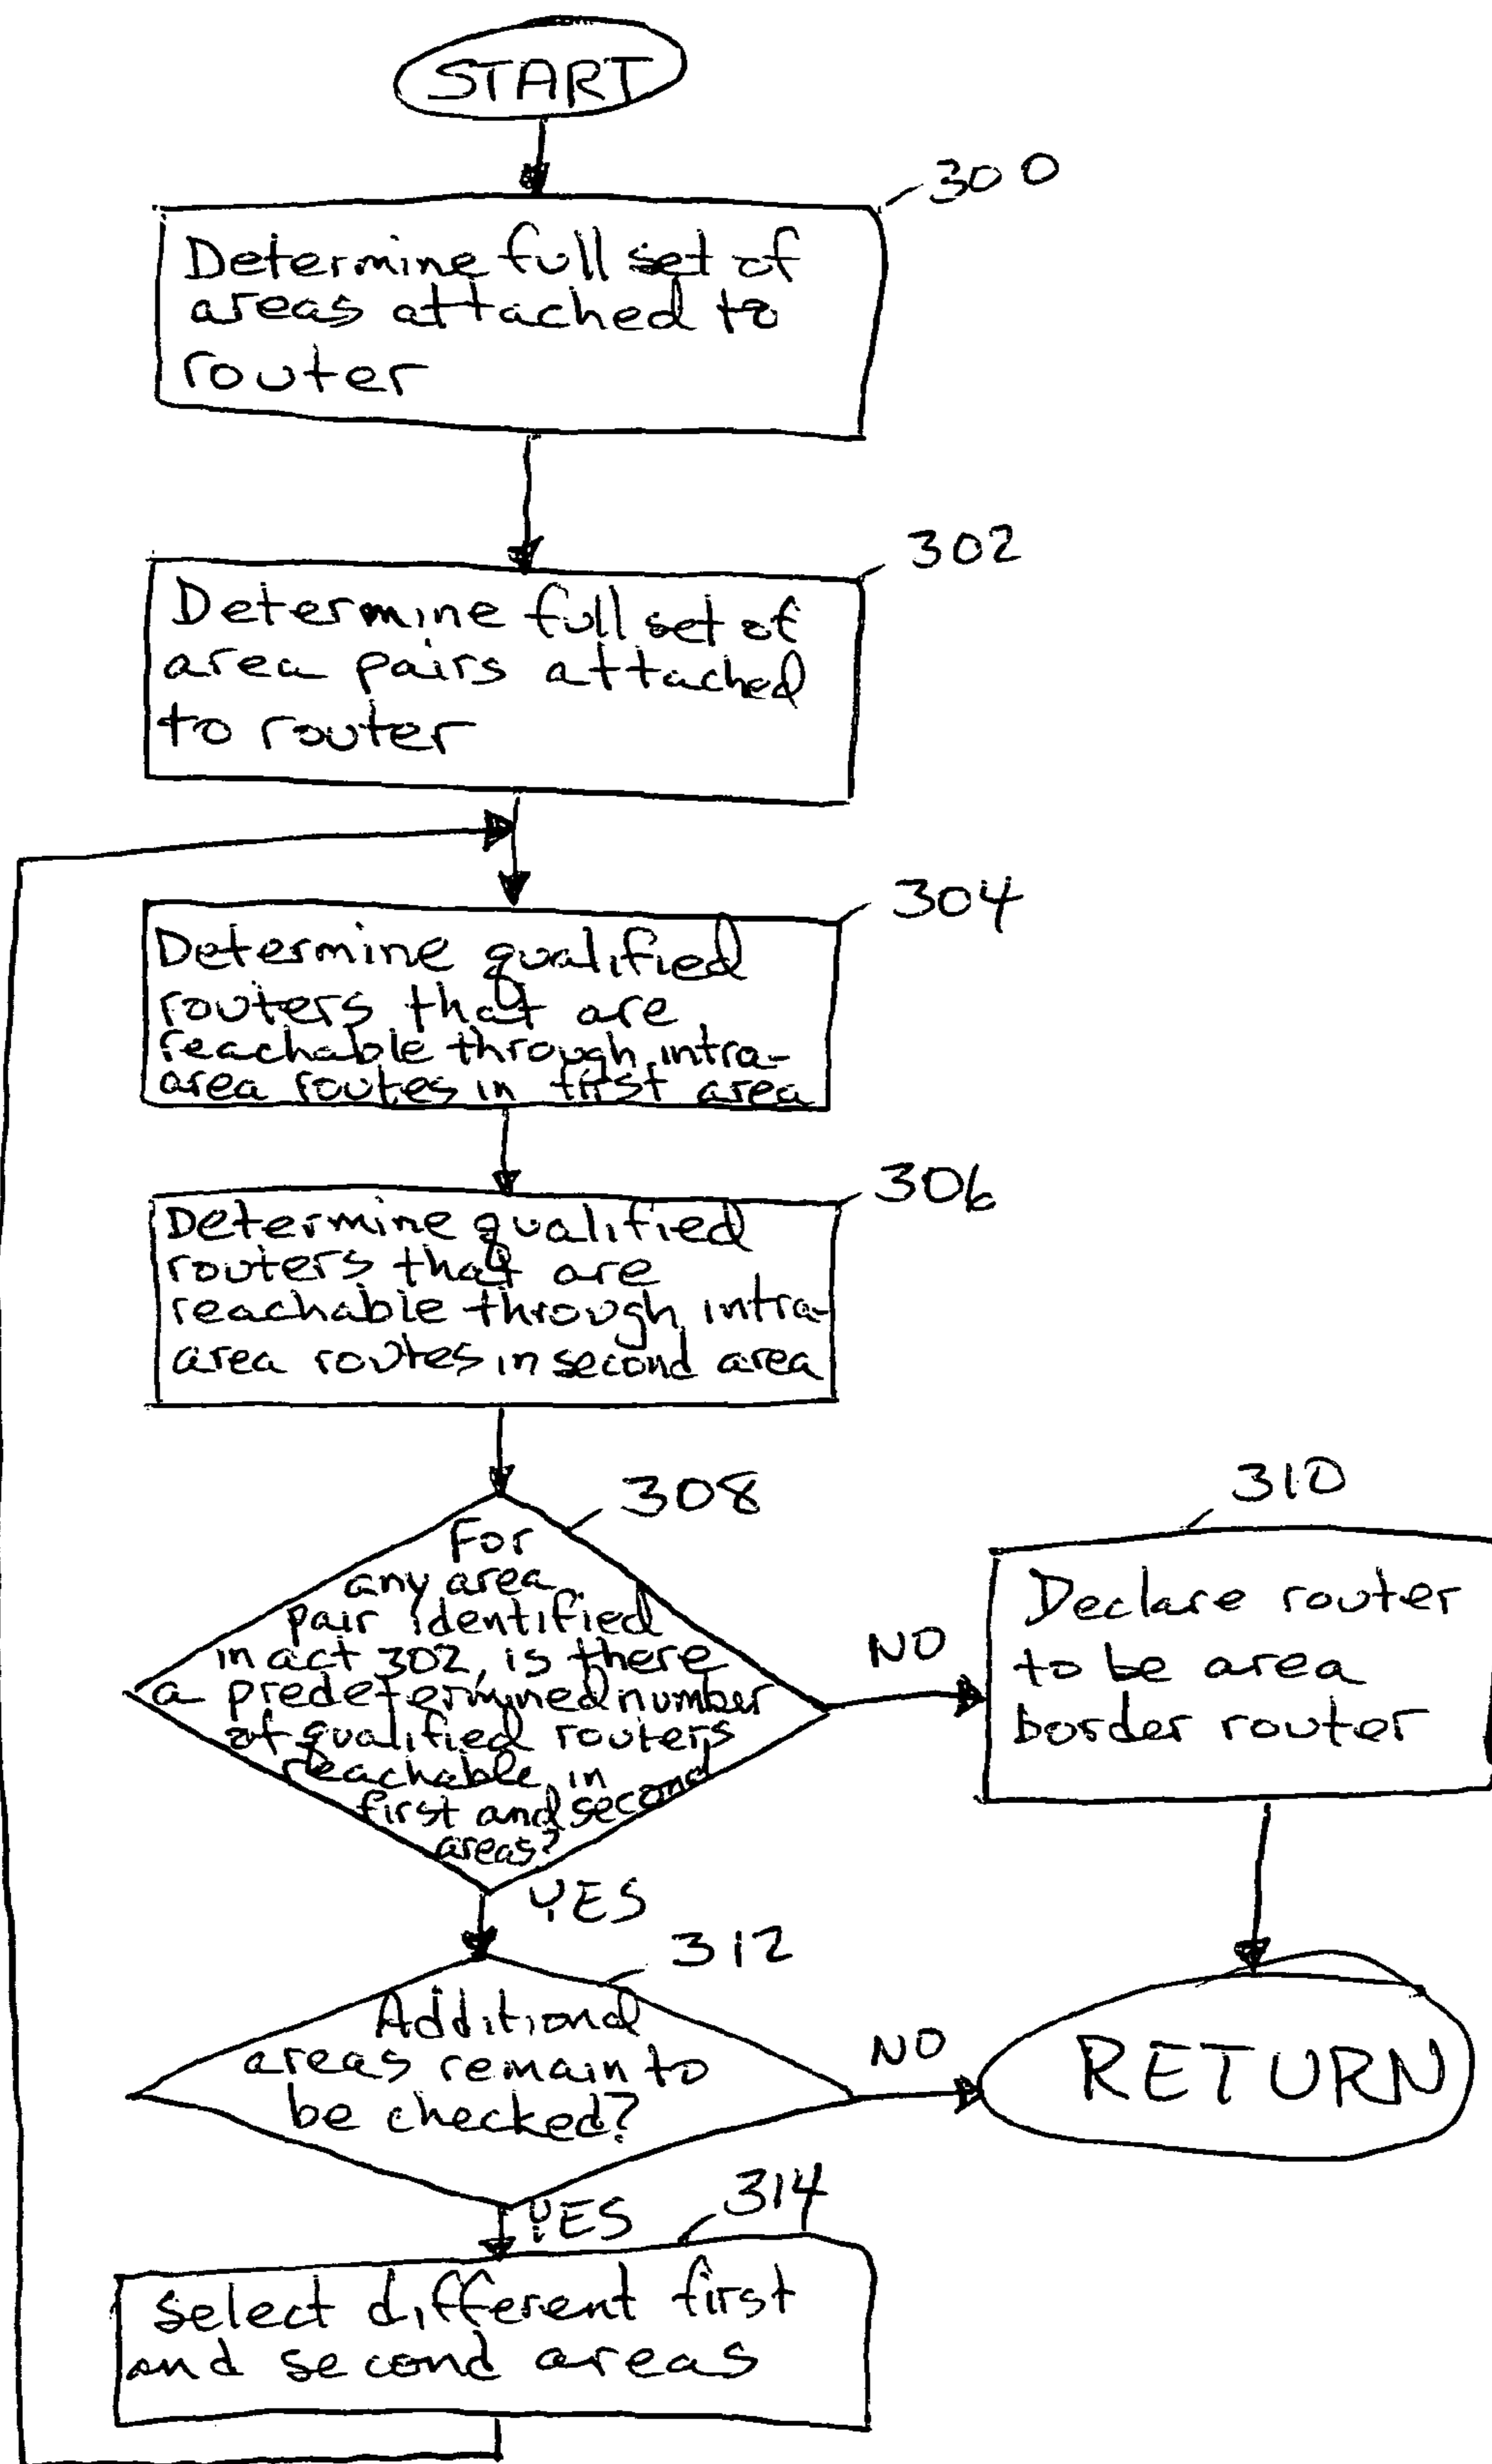 START
300
Determine full set of
areas attached to
router
302
Determine full set of
area pairs attached
to router
304
Determine qualified
routers that are
reachable through intra-
area routes in first area
306
Determine qualified
routers that are
reachable through intra-
area routes in second area
308
For
any area
pair identified
in act 302, is there
a predetermined number
of qualified routers
reachable in
first and second
areas?
NO
310
Declare router
to be area
border router
YES
312
Additional
areas remain to
be checked?
NO
RETURN
YES
314
Select different first
and second areas